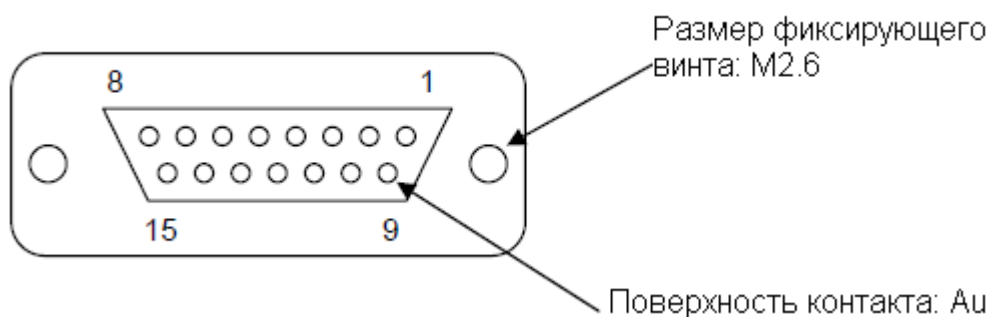 Размер фиксирующего
винта: M2.6
8
1
15
9
Поверхность контакта: Au